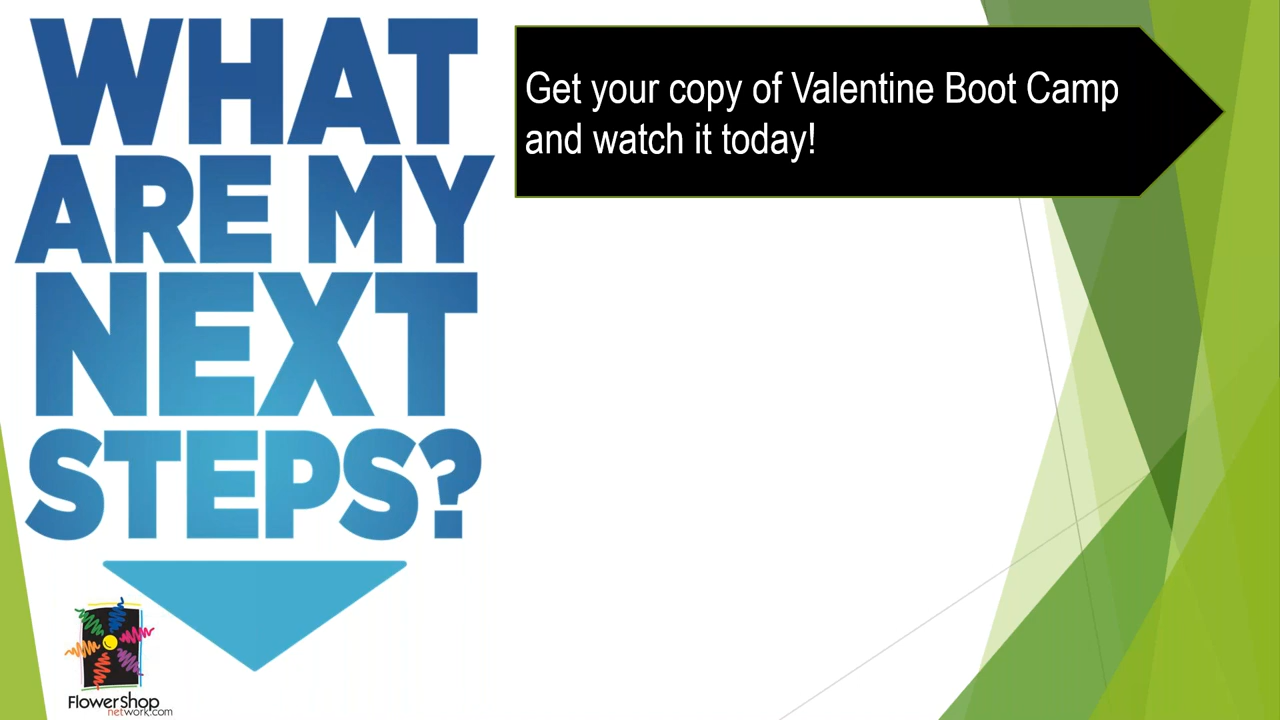 WHAT
ARE MY
NEXT
STEPS?
Get your copy of Valentine Boot Camp
and watch it today!
FlowerShop
network.com